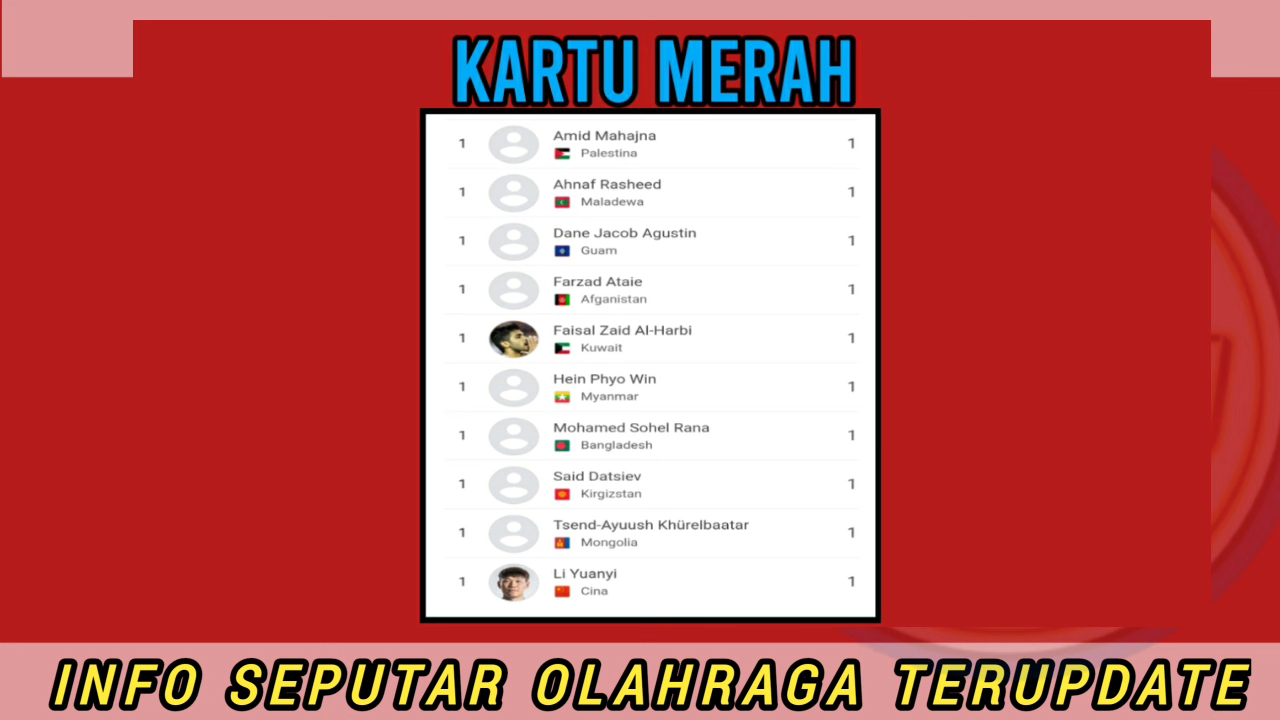 KARTU MERAH
1 Amid Mahajna 1
Palestina
1 Ahnaf Rasheed 1
Maladewa
1 Dane Jacob Agustin 1
Guam
1 Farzad Ataie 1
Afganistan
1 Faisal Zaid Al-Harbi 1
Kuwait
1 Hein Phyo Win 1
Myanmar
1 Mohamed Sohel Rana 1
Bangladesh
1 Said Datsiev 1
Kirgizstan
1 Tsend-Ayuush Khürelbaatar 1
Mongolia
1 Li Yuanyi 1
Cina
INFO SEPUTAR OLAHRAGA TERUPDATE